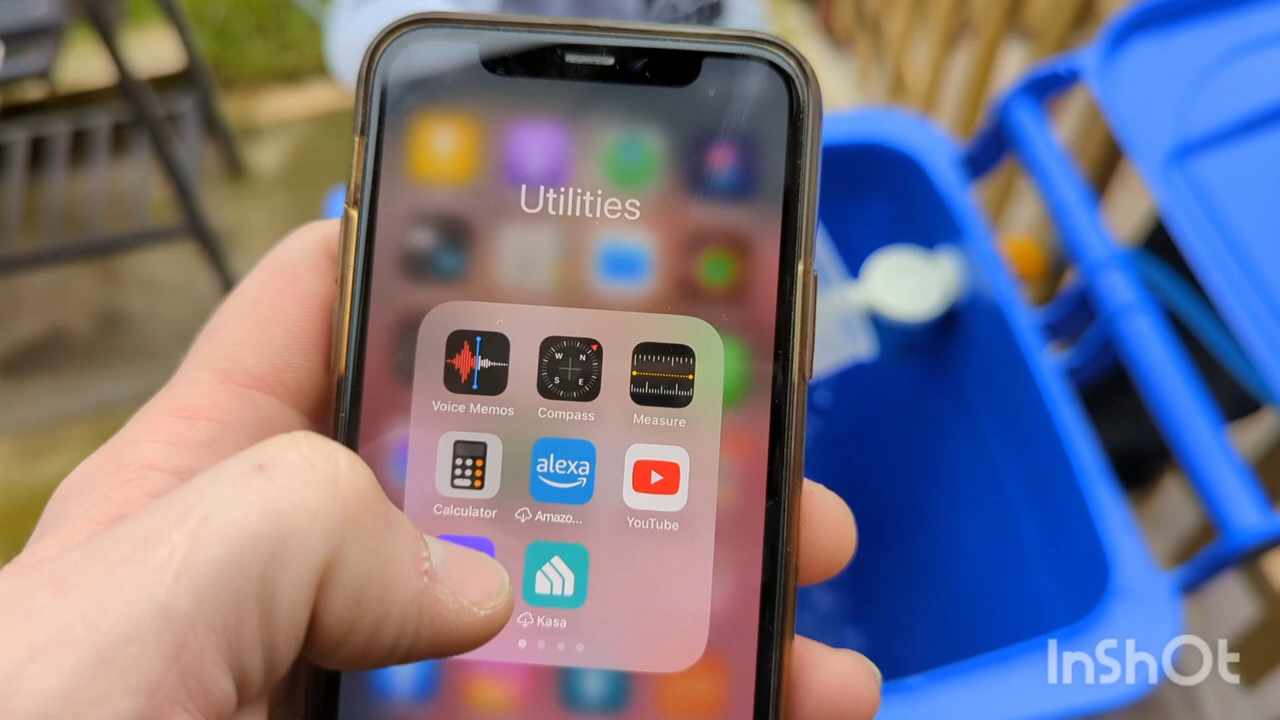 Utilities
Voice Memos
Compass
Measure
W N
S E
alexa
Calculator
Amazo...
YouTube
Kasa
InShOt